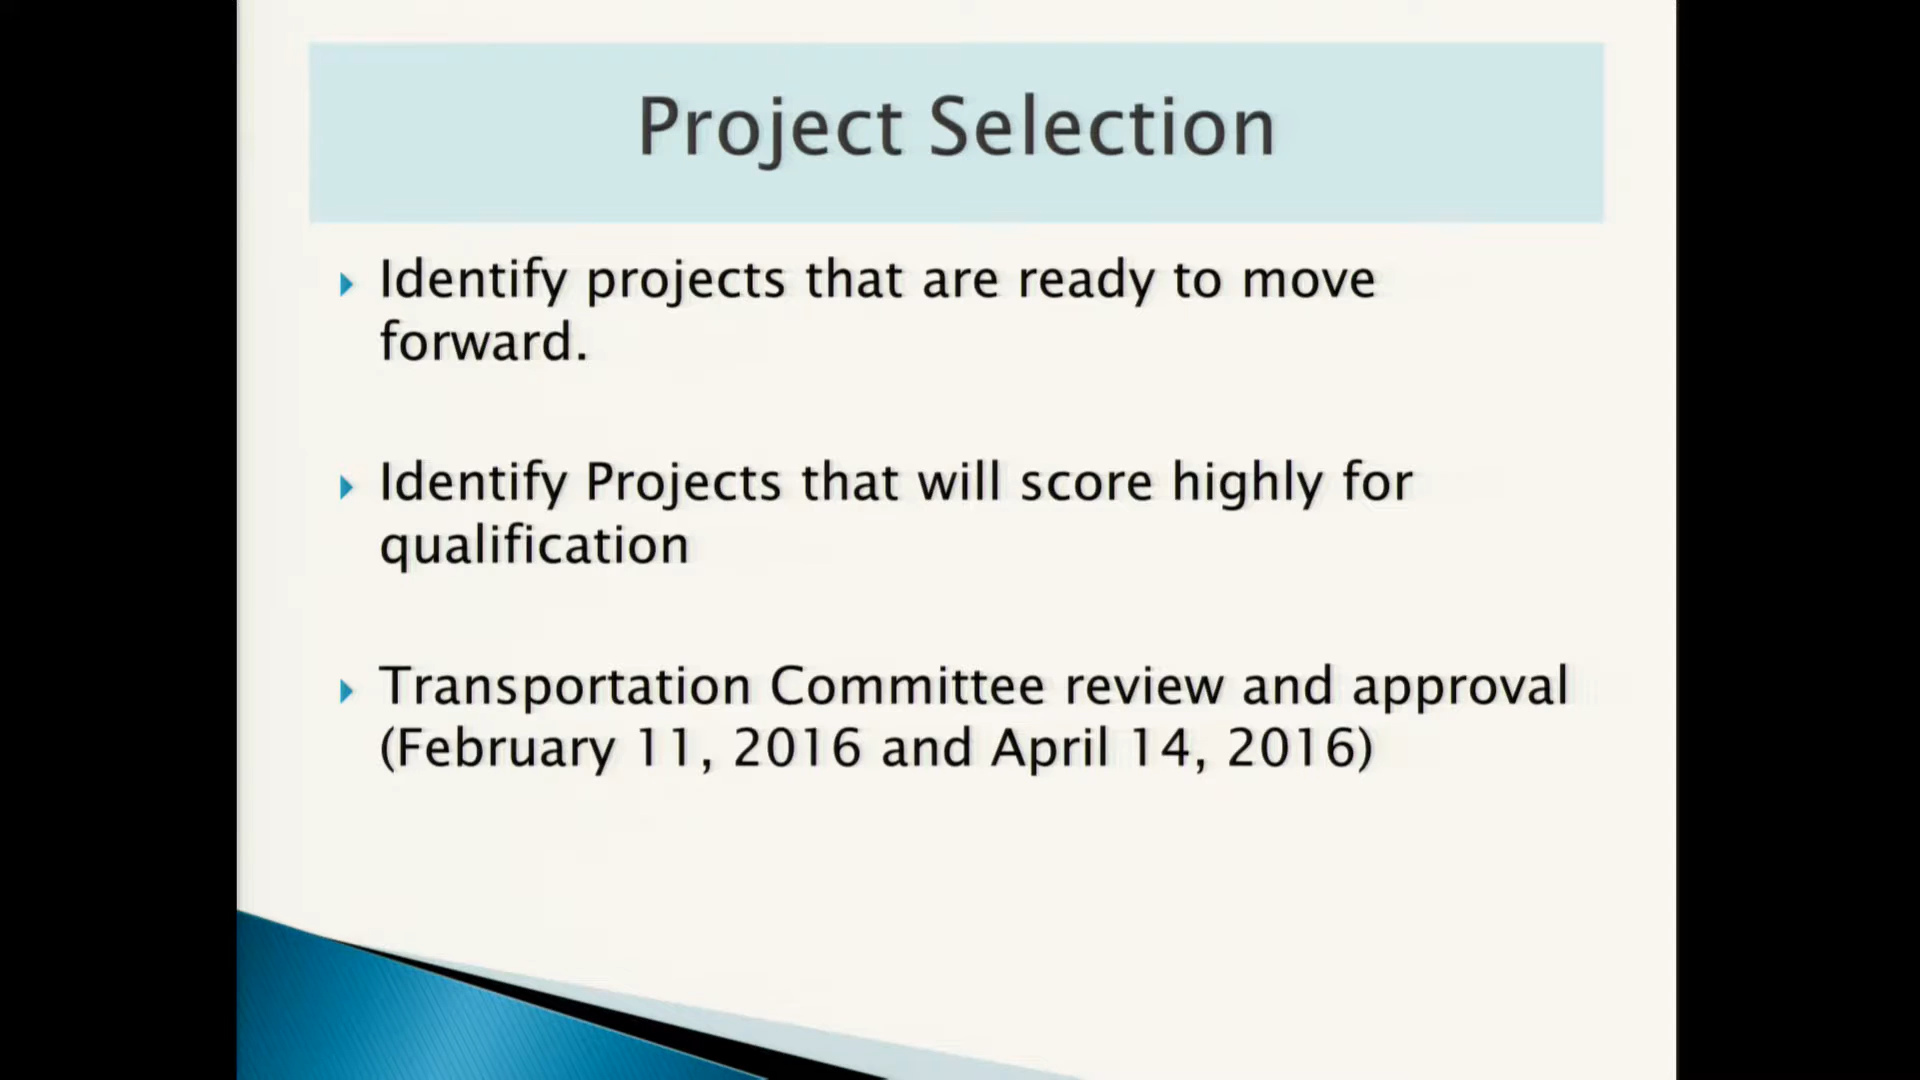 Project Selection
Identify projects that are ready to move
forward.
Identify Projects that will score highly for
qualification
Transportation Committee review and approval
(February 11, 2016 and April 14, 2016)